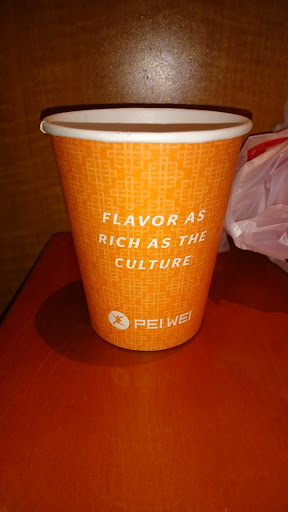 FLAVOR AS
RICH AS THE
CULTURE
PEI WEI